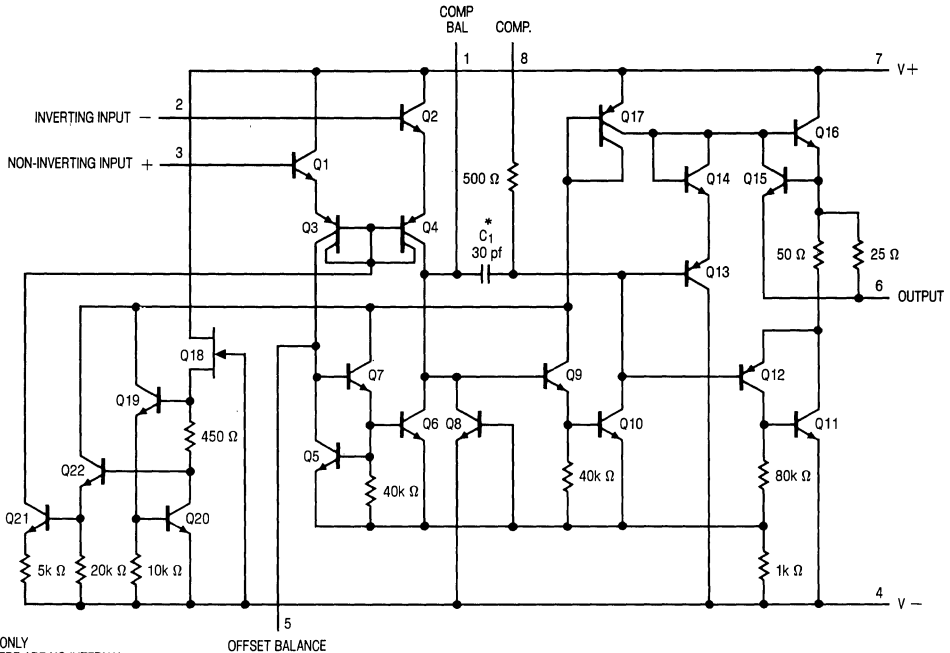 COMP
BAL
COMP.
1
8
7
V+
2
INVERTING INPUT −
Q2
Q17
Q16
3
NON-INVERTING INPUT +
Q1
500 Ω
Q14
Q15
Q3
Q4
*
C1
30 pf
50 Ω
25 Ω
Q13
6
OUTPUT
Q18
Q7
Q9
Q12
Q19
Q6
Q8
Q10
Q11
450 Ω
Q5
Q22
40k Ω
40k Ω
80k Ω
Q21
Q20
5k Ω
20k Ω
10k Ω
1k Ω
4
V −
5
ONLY
OFFSET BALANCE